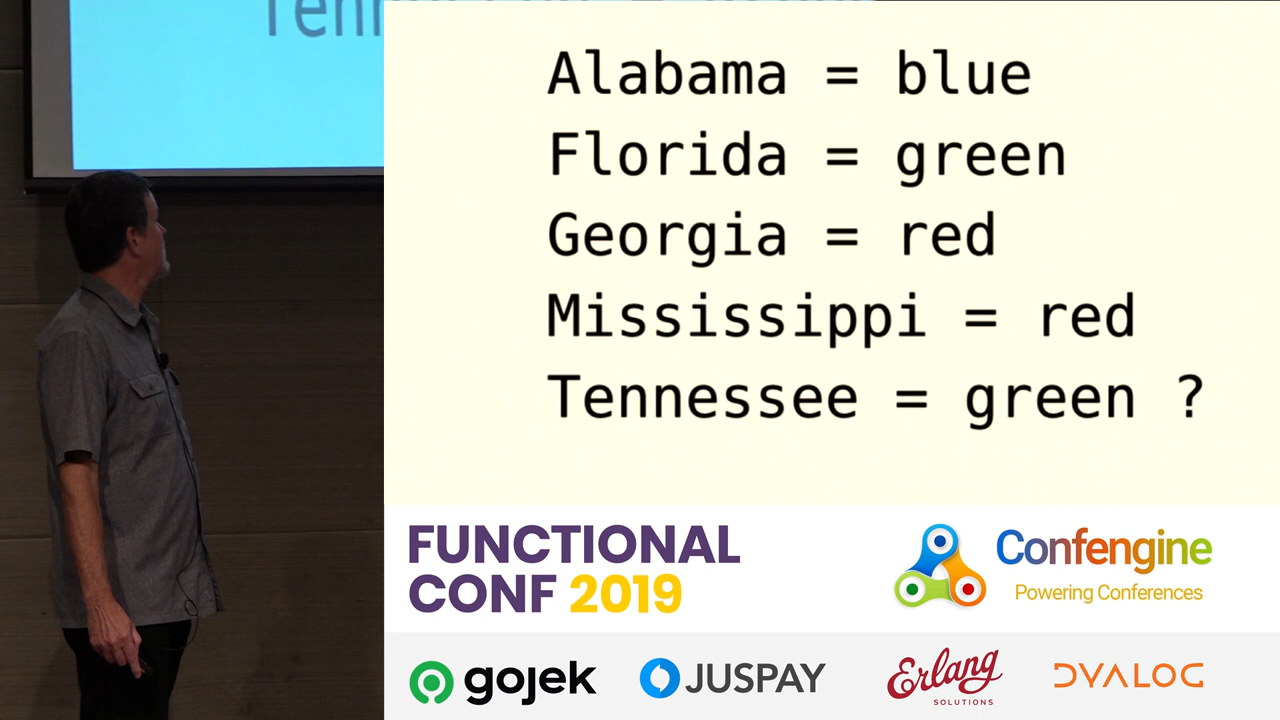 Alabama = blue
Florida = green
Georgia = red
Mississippi = red
Tennessee = green ?
FUNCTIONAL
CONF 2019
Confengine
Powering Conferences
gojek
JUSPAY
Erlang
SOLUTIONS
DYALOG